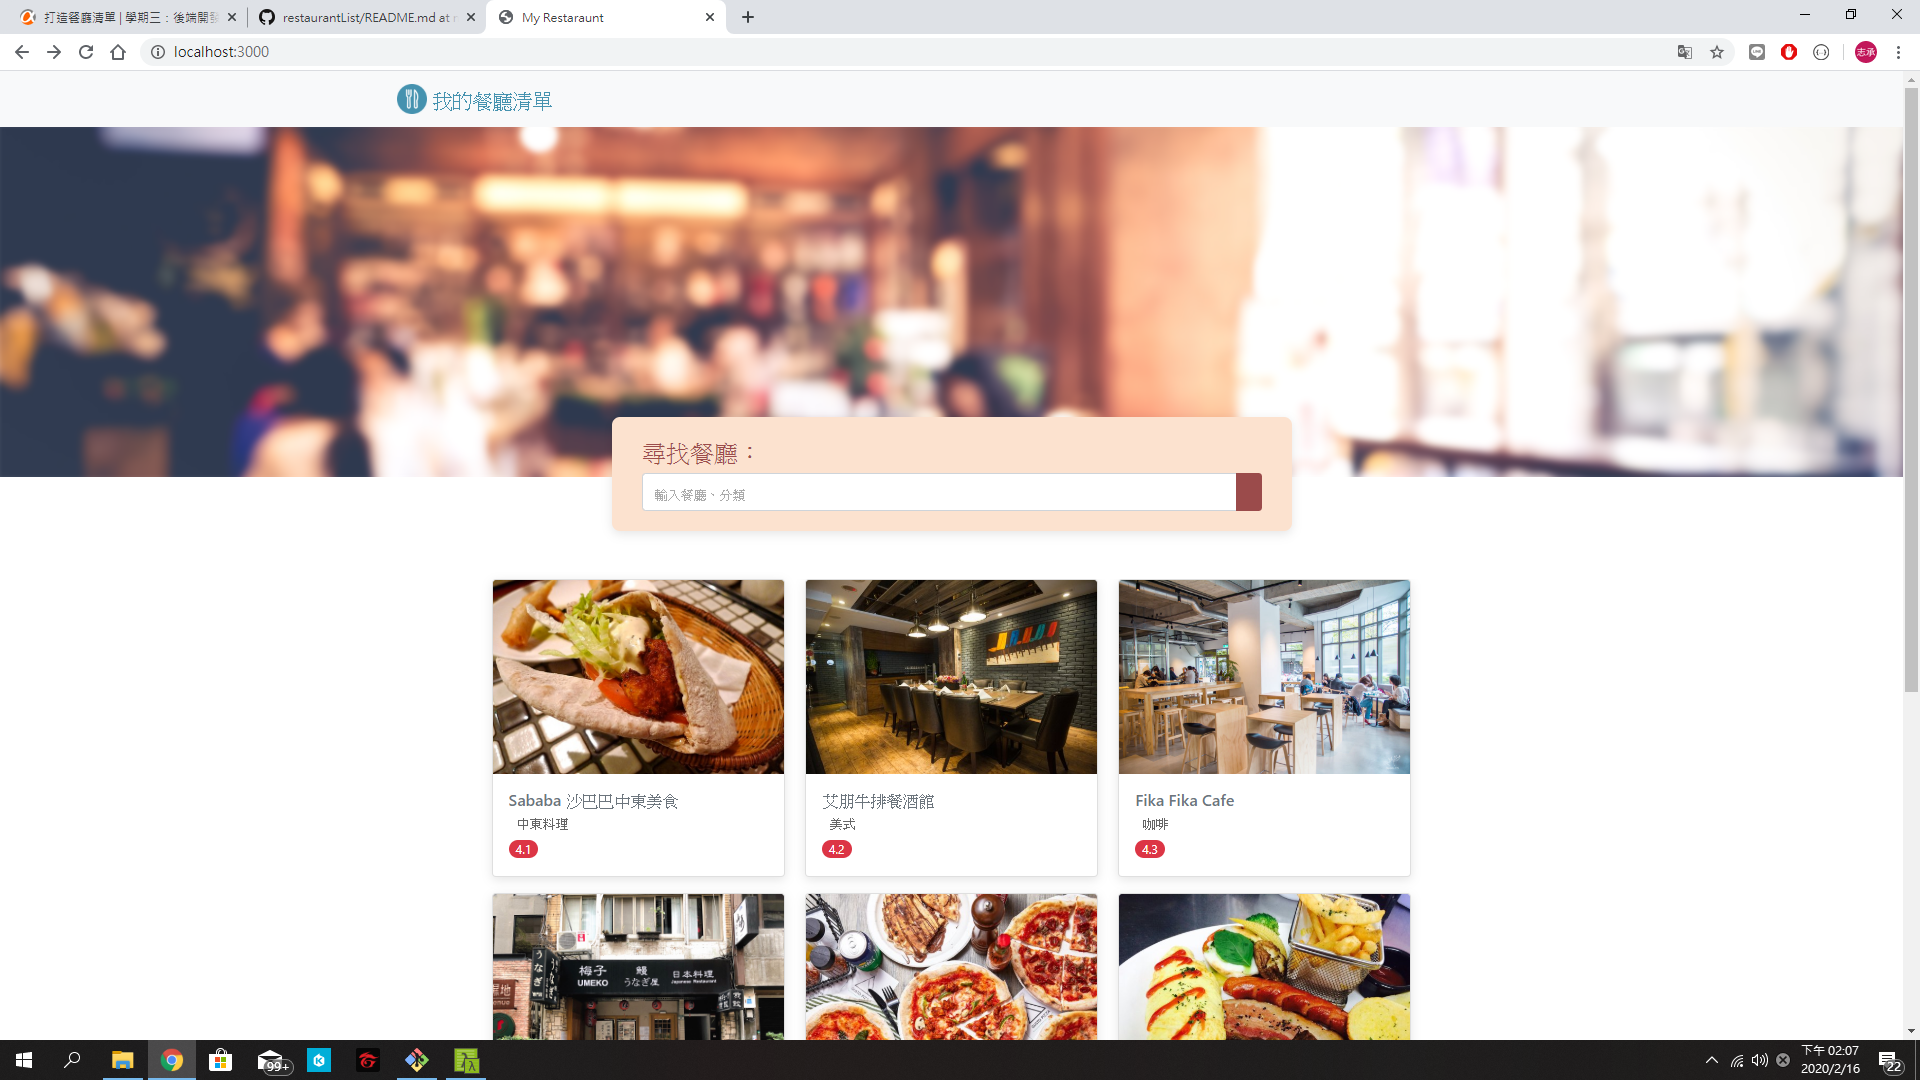 打造餐廳清單 | 學期三：後端開發
restaurantList/README.md at m
My Restaraunt
localhost:3000
志承
我的餐廳清單
尋找餐廳：
輸入餐廳、分類
Sababa 沙巴巴中東美食
中東料理
4.1
艾朋牛排餐酒館
美式
4.2
Fika Fika Cafe
咖啡
4.3
梅子 鰻 日本料理
UMEKO うなぎ屋 Japanese Restaurant
99+
下午 02:07
2020/2/16
22